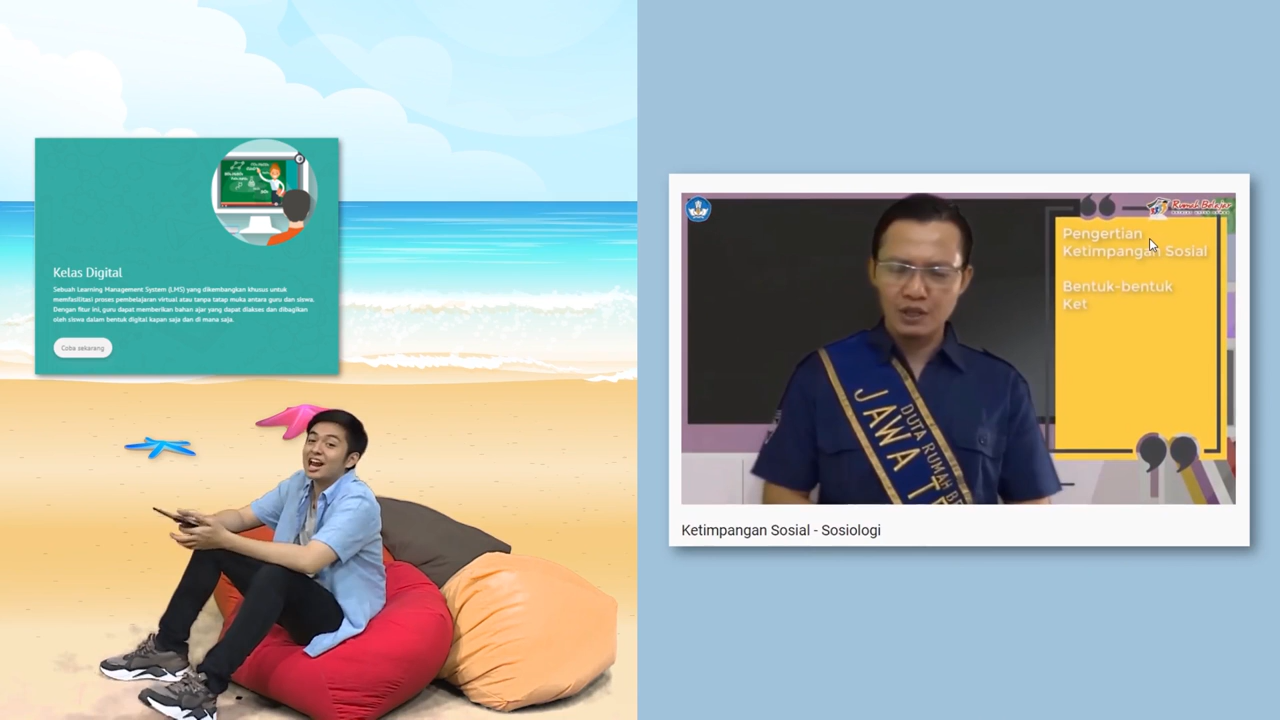 Kelas Digital
Sebuah Learning Management System (LMS) yang dikembangkan khusus untuk
memfasilitasi proses pembelajaran virtual atau tanpa tatap muka antara guru dan siswa.
Dengan fitur ini, guru dapat memberikan bahan ajar yang dapat diakses dan dibagikan
oleh siswa dalam bentuk digital kapan saja dan di mana saja.
Coba sekarang
Rumah Belajar
Pengertian
Ketimpangan Sosial
Bentuk-bentuk
Ket
DUTA RUMAH BE
JAWA T
Ketimpangan Sosial - Sosiologi